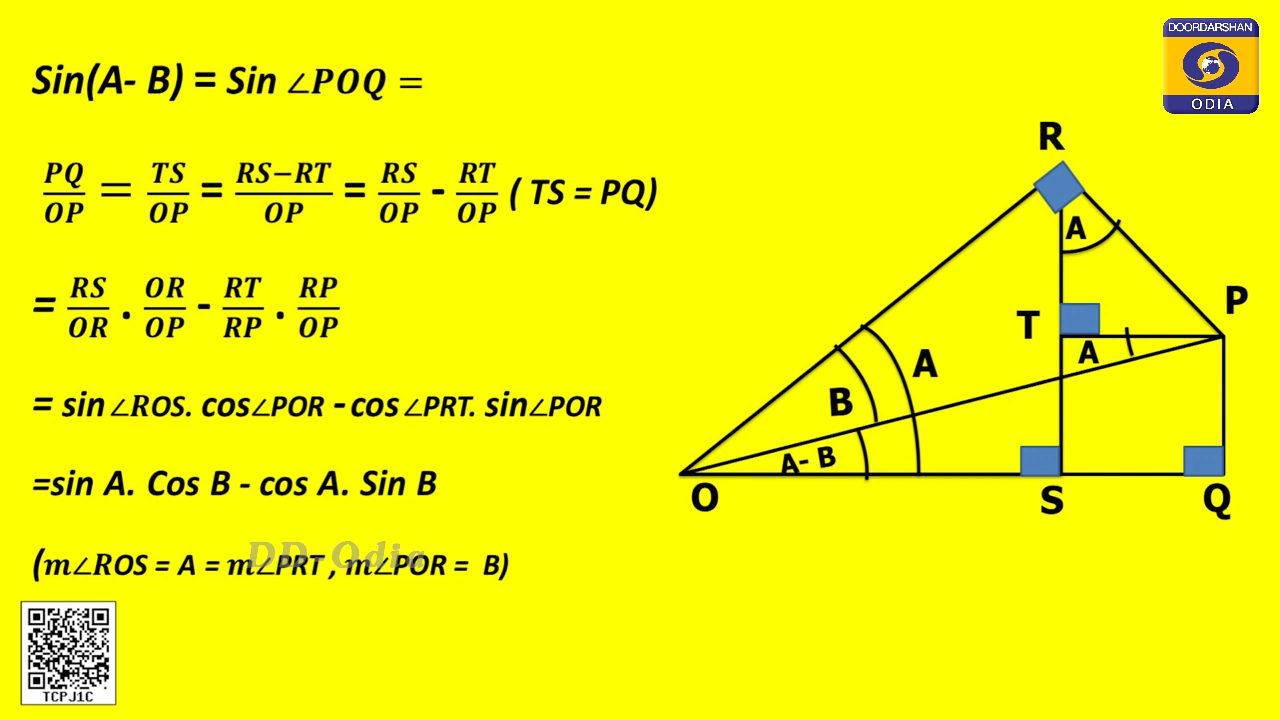 Sin(A- B) = Sin ∠POQ =
PQ/OP = TS/OP = RS−RT/OP = RS/OP - RT/OP ( TS = PQ)
= RS/OR . OR/OP - RT/RP . RP/OP
= sin∠ROS. cos∠POR - cos∠PRT. sin∠POR
=sin A. Cos B - cos A. Sin B
(m∠ROS = A = m∠PRT , m∠POR = B)
DD-Odia
TCPJ1C
DOORDARSHAN
ODIA
R
A
P
T
A
A
B
A- B
O
S
Q